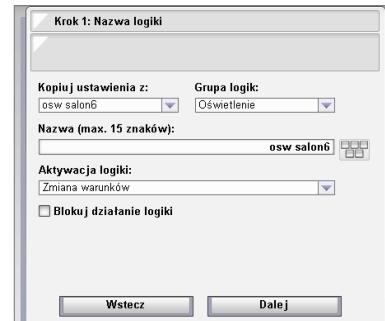 Krok 1: Nazwa logiki
Kopiuj ustawienia z: Grupa logik:
osw salon6 Oświetlenie
Nazwa (max. 15 znaków):
osw salon6
Aktywacja logiki:
Zmiana warunków
Blokuj działanie logiki
Wstecz Dalej